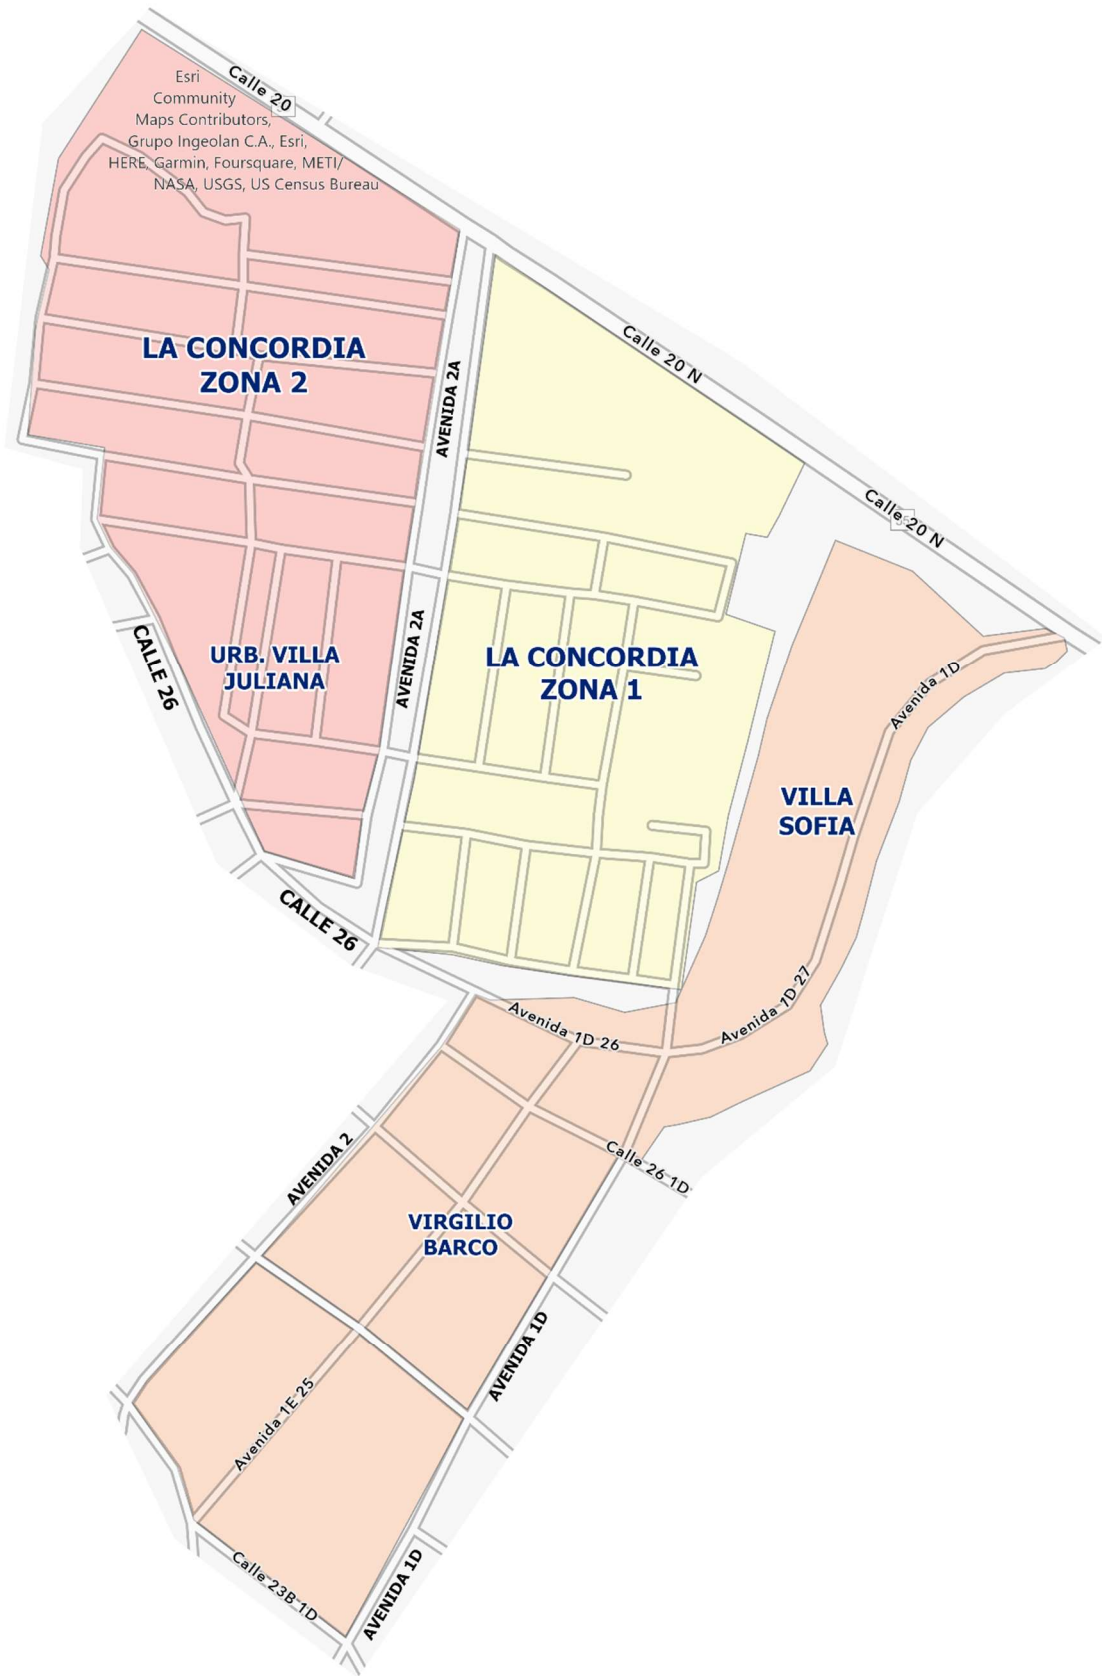 Calle 20
Esri
Community
Maps Contributors,
Grupo Ingeolan C.A., Esri,
HERE, Garmin, Foursquare, METI/
NASA, USGS, US Census Bureau
Calle 20 N
LA CONCORDIA
ZONA 2
AVENIDA 2A
Calle 20 N
URB. VILLA
JULIANA
CALLE 26
AVENIDA 2A
LA CONCORDIA
ZONA 1
Avenida 1D
VILLA
SOFIA
CALLE 26
Avenida 1D 26
Avenida 1D 27
AVENIDA 2
Calle 26 1D
VIRGILIO
BARCO
AVENIDA 1D
Avenida 1E 25
Calle 23B 1D
AVENIDA 1D